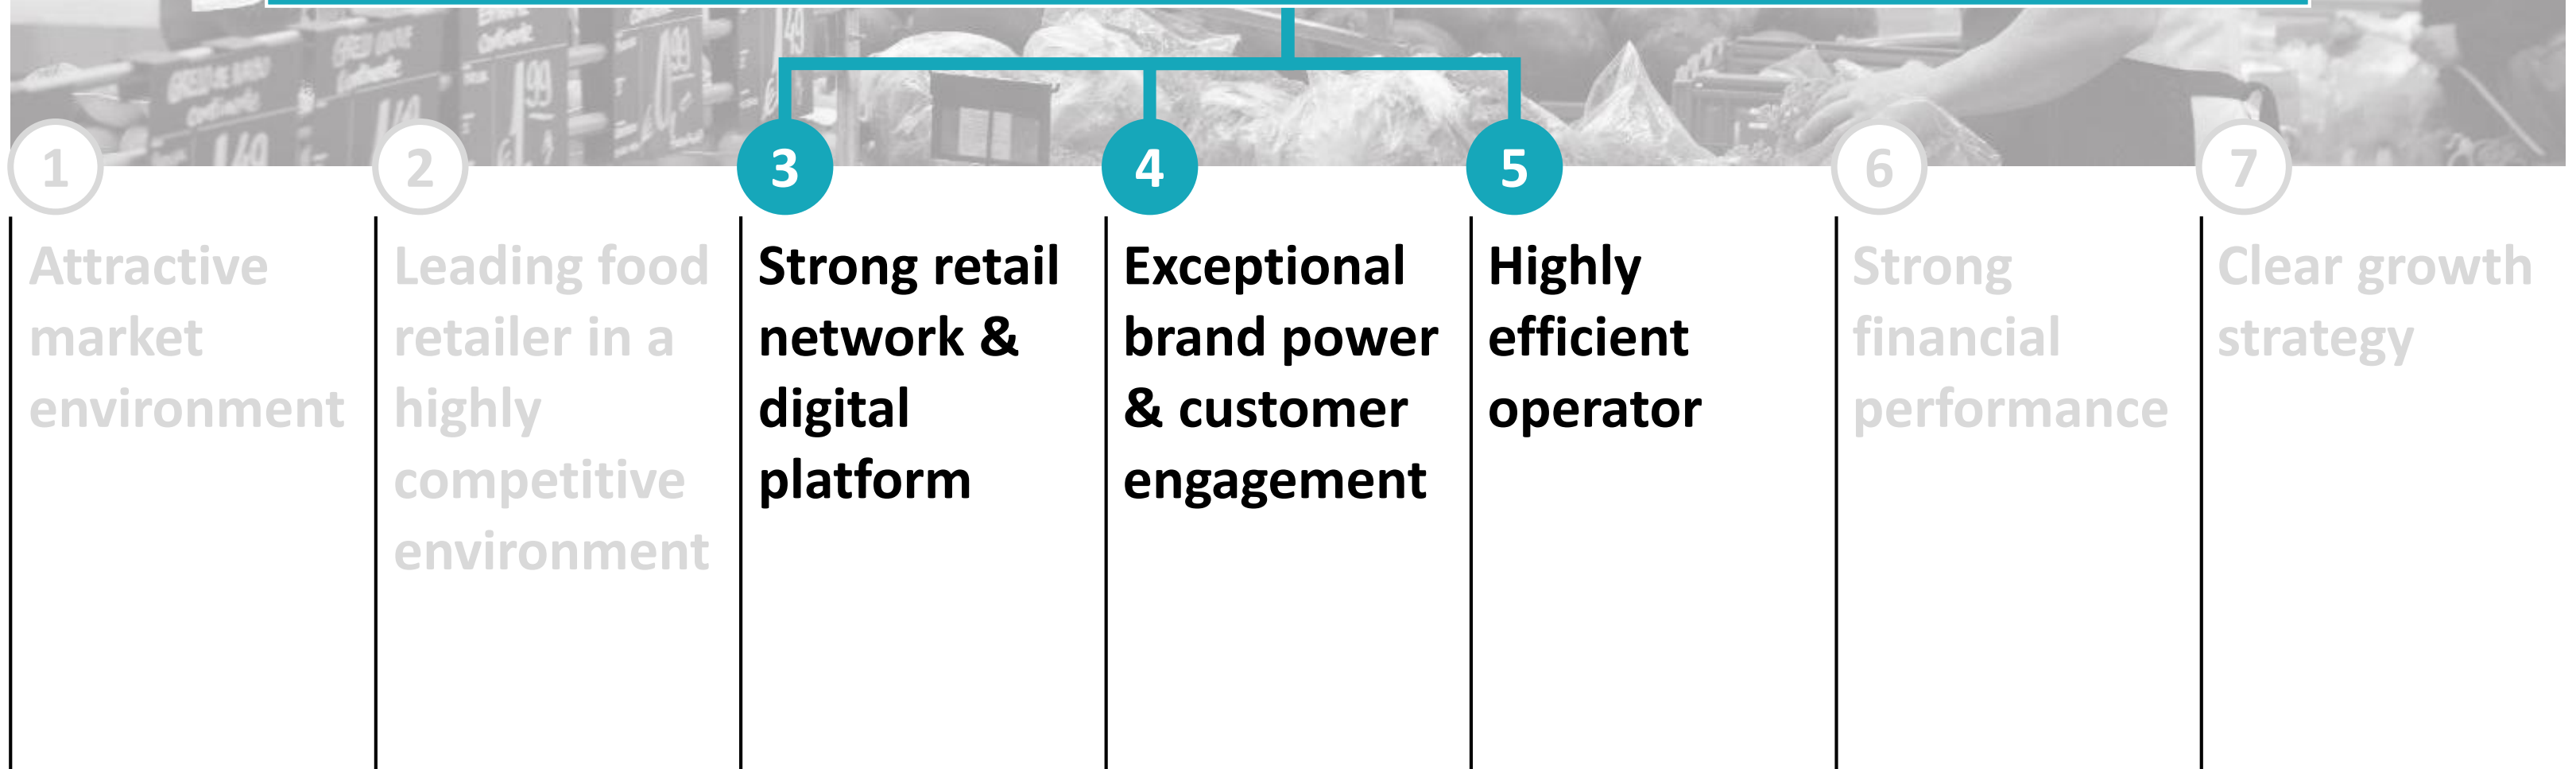 1
Attractive
market
environment
2
Leading food
retailer in a
highly
competitive
environment
3
Strong retail
network &
digital
platform
4
Exceptional
brand power
& customer
engagement
5
Highly
efficient
operator
6
Strong
financial
performance
7
Clear growth
strategy